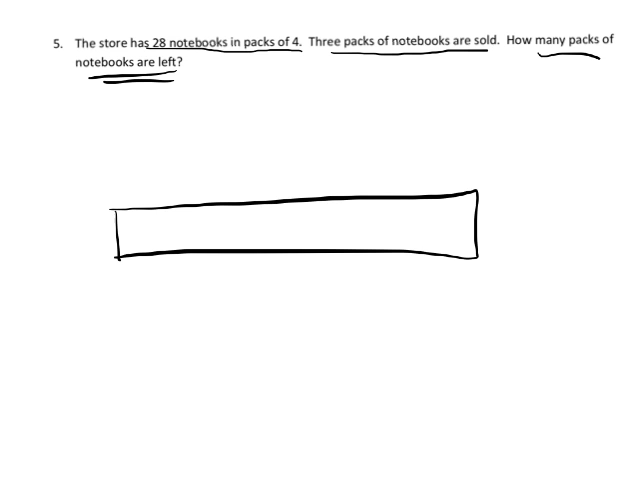 5. The store has 28 notebooks in packs of 4. Three packs of notebooks are sold. How many packs of
notebooks are left?